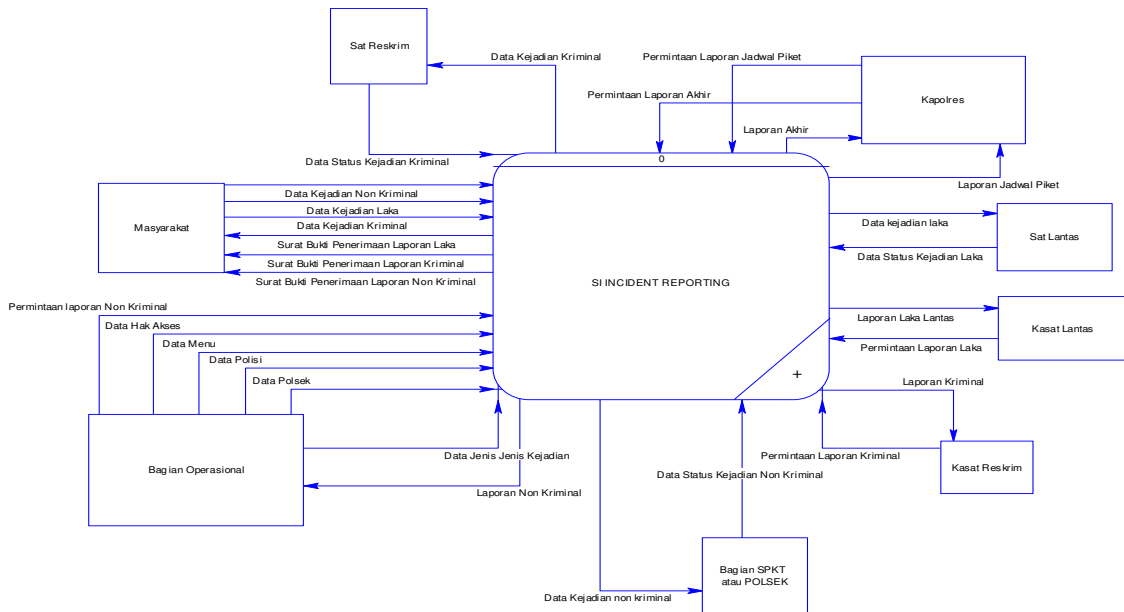 Sat Reskrim
Data Kejadian Kriminal
Permintaan Laporan Jadwal Piket
Permintaan Laporan Akhir
Kapolres
Laporan Akhir
Data Status Kejadian Kriminal
0
Laporan Jadwal Piket
Masyarakat
Data Kejadian Non Kriminal
Data Kejadian Laka
Data Kejadian Kriminal
Surat Bukti Penerimaan Laporan Laka
Surat Bukti Penerimaan Laporan Kriminal
Surat Bukti Penerimaan Laporan Non Kriminal
SI INCIDENT REPORTING
Data kejadian laka
Sat Lantas
Data Status Kejadian Laka
Permintaan laporan Non Kriminal
Data Hak Akses
Data Menu
Data Polisi
Data Polsek
Laporan Laka Lantas
Kasat Lantas
Permintaan Laporan Laka
+
Laporan Kriminal
Bagian Operasional
Data Jenis Jenis Kejadian
Laporan Non Kriminal
Permintaan Laporan Kriminal
Kasat Reskrim
Data Status Kejadian Non Kriminal
Bagian SPKT
atau POLSEK
Data Kejadian non kriminal